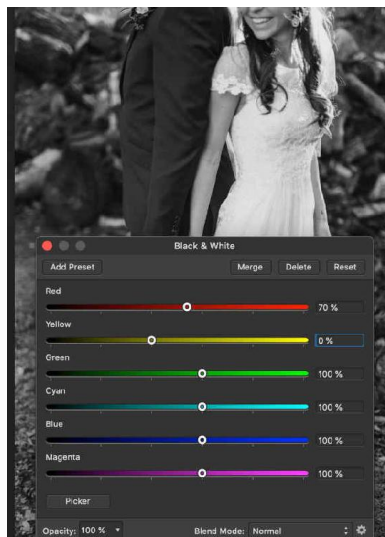 Black & White
Add Preset Merge Delete Reset
Red
70 %
Yellow
0 %
Green
100 %
Cyan
100 %
Blue
100 %
Magenta
100 %
Picker
Opacity: 100 % Blend Mode: Normal